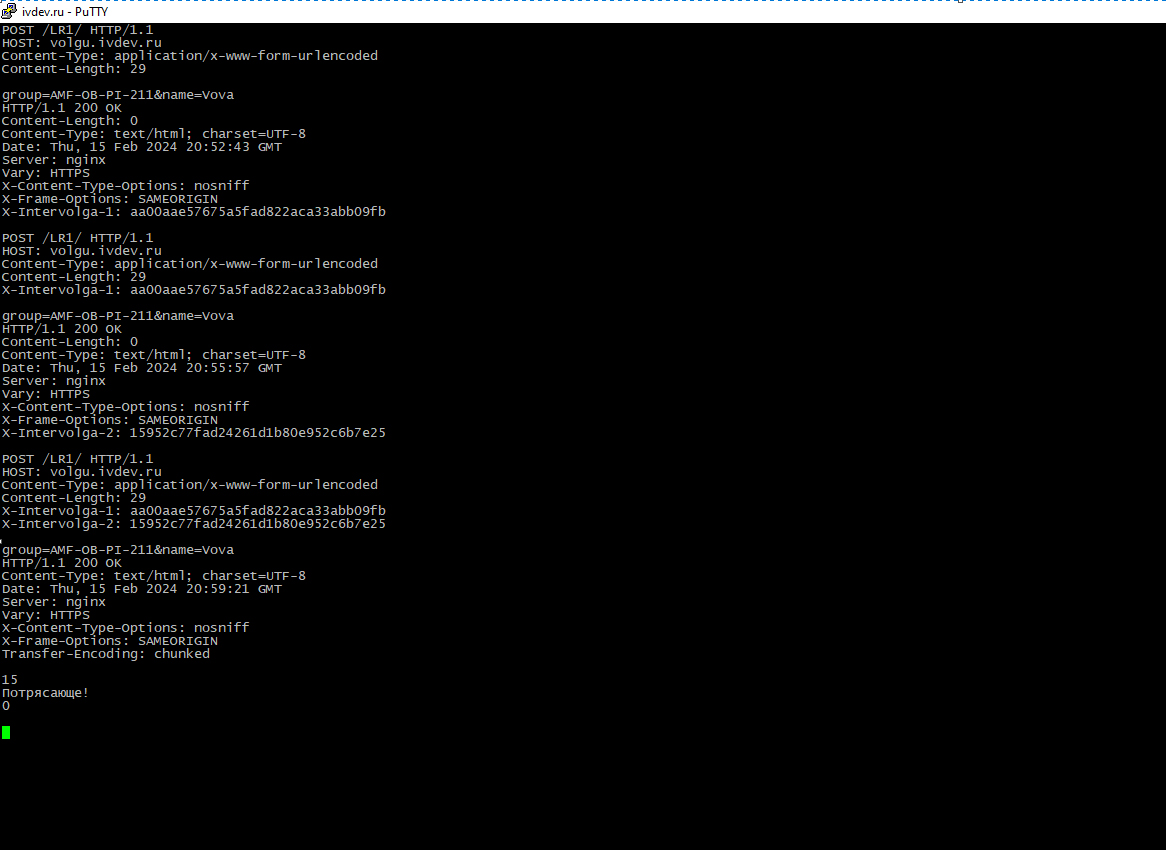 ivdev.ru - PuTTY
POST /LR1/ HTTP/1.1
HOST: volgu.ivdev.ru
Content-Type: application/x-www-form-urlencoded
Content-Length: 29
group=AMF-OB-PI-211&name=Vova
HTTP/1.1 200 OK
Content-Length: 0
Content-Type: text/html; charset=UTF-8
Date: Thu, 15 Feb 2024 20:52:43 GMT
Server: nginx
Vary: HTTPS
X-Content-Type-Options: nosniff
X-Frame-Options: SAMEORIGIN
X-Intervolga-1: aa00aae57675a5fad822aca33abb09fb
POST /LR1/ HTTP/1.1
HOST: volgu.ivdev.ru
Content-Type: application/x-www-form-urlencoded
Content-Length: 29
X-Intervolga-1: aa00aae57675a5fad822aca33abb09fb
group=AMF-OB-PI-211&name=Vova
HTTP/1.1 200 OK
Content-Length: 0
Content-Type: text/html; charset=UTF-8
Date: Thu, 15 Feb 2024 20:55:57 GMT
Server: nginx
Vary: HTTPS
X-Content-Type-Options: nosniff
X-Frame-Options: SAMEORIGIN
X-Intervolga-2: 15952c77fad24261d1b80e952c6b7e25
POST /LR1/ HTTP/1.1
HOST: volgu.ivdev.ru
Content-Type: application/x-www-form-urlencoded
Content-Length: 29
X-Intervolga-1: aa00aae57675a5fad822aca33abb09fb
X-Intervolga-2: 15952c77fad24261d1b80e952c6b7e25
group=AMF-OB-PI-211&name=Vova
HTTP/1.1 200 OK
Content-Type: text/html; charset=UTF-8
Date: Thu, 15 Feb 2024 20:59:21 GMT
Server: nginx
Vary: HTTPS
X-Content-Type-Options: nosniff
X-Frame-Options: SAMEORIGIN
Transfer-Encoding: chunked
15
Потрясающе!
0